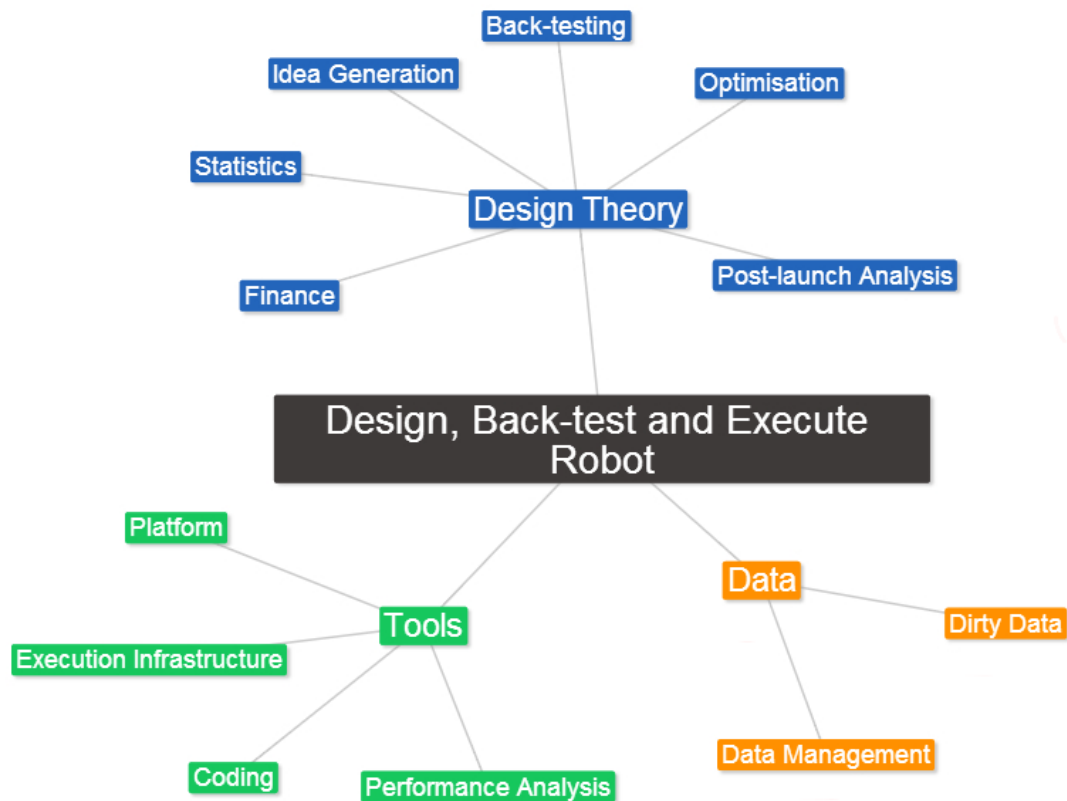 Back-testing
Idea Generation
Optimisation
Statistics
Design Theory
Post-launch Analysis
Finance
Design, Back-test and Execute
Robot
Platform
Data
Tools
Dirty Data
Execution Infrastructure
Data Management
Coding
Performance Analysis